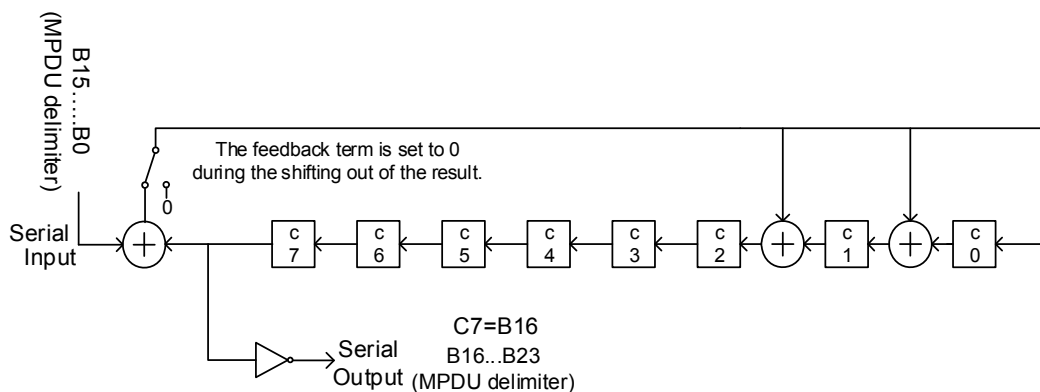 B15......B0
(MPDU delimiter)
The feedback term is set to 0
during the shifting out of the result.
0
Serial
Input
+
c
7
c
6
c
5
c
4
c
3
c
2
+
c
1
+
c
0
C7=B16
Serial
Output
B16...B23
(MPDU delimiter)